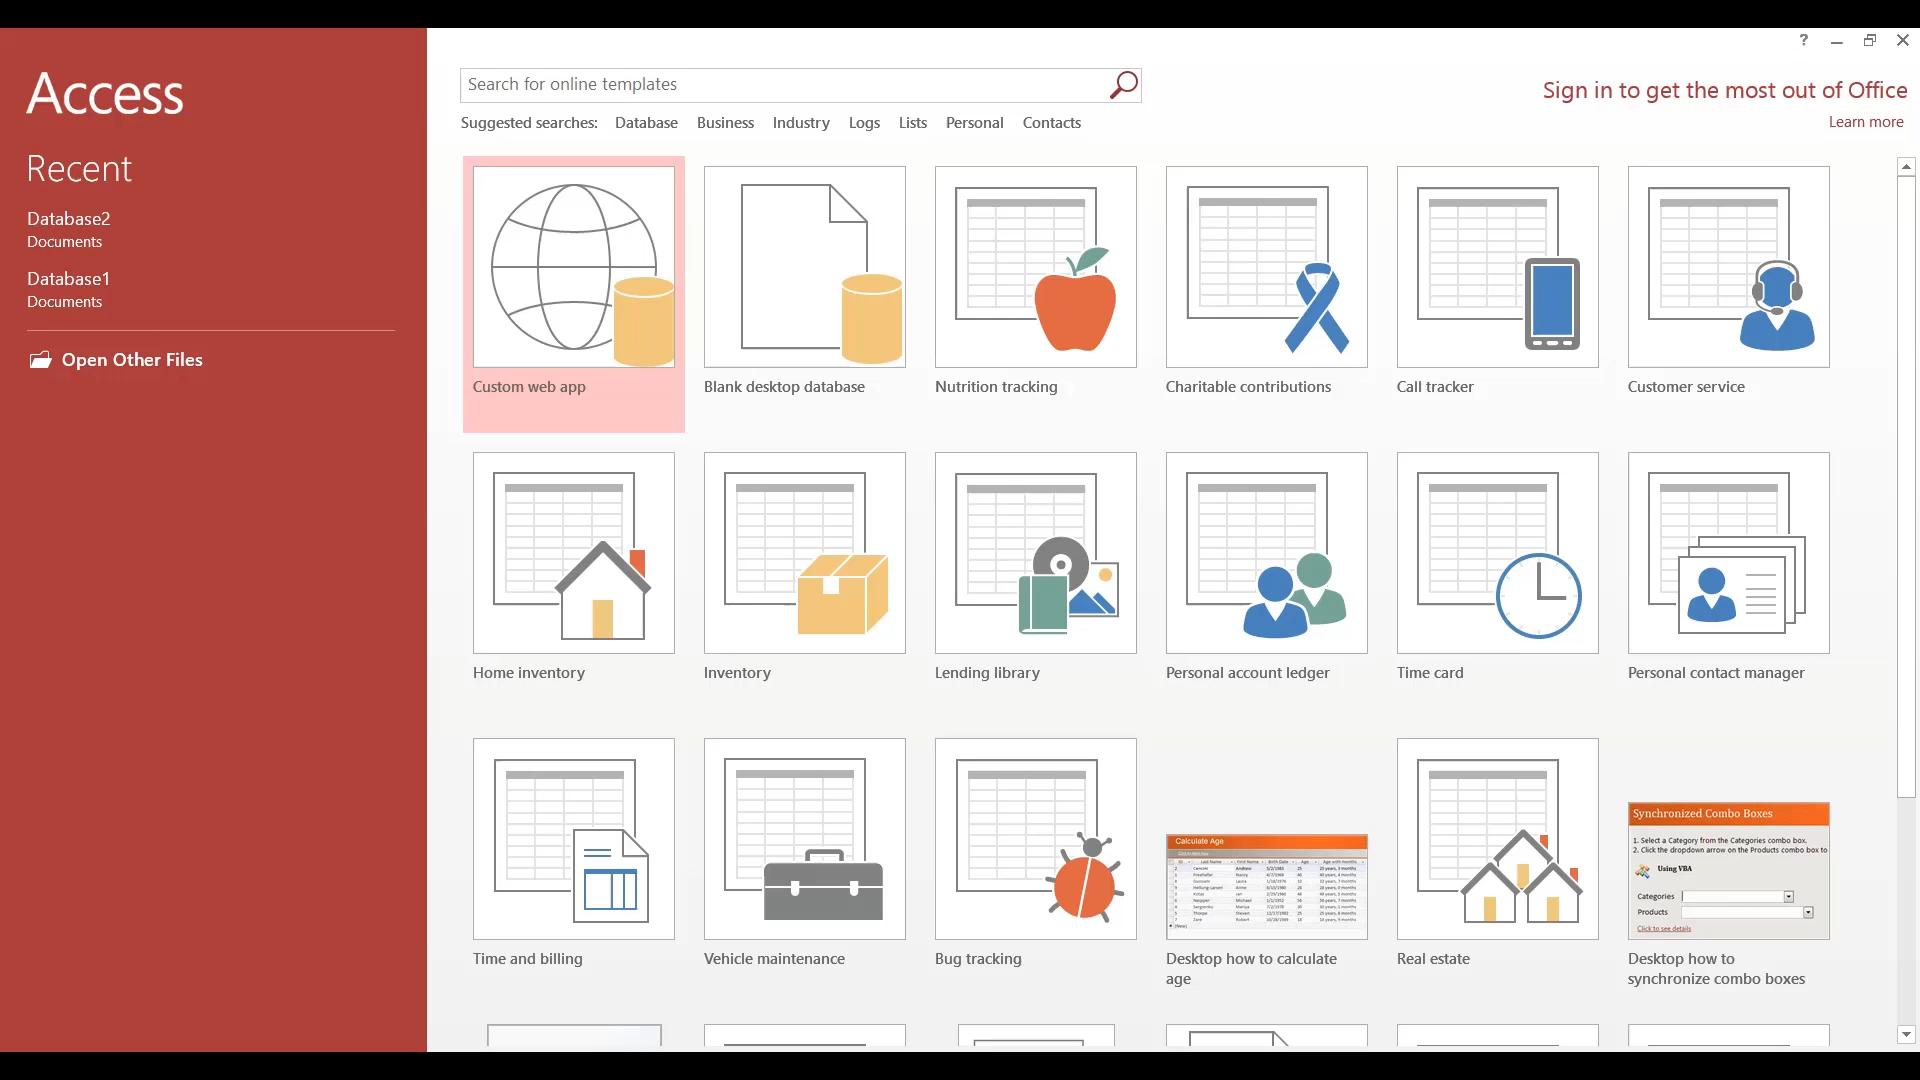 ?
Access
Search for online templates
Sign in to get the most out of Office
Suggested searches: Database Business Industry Logs Lists Personal Contacts
Learn more
Recent
Database2
Documents
Database1
Documents
Open Other Files
Custom web app
Blank desktop database
Nutrition tracking
Charitable contributions
Call tracker
Customer service
Home inventory
Inventory
Lending library
Personal account ledger
Time card
Personal contact manager
Calculate Age
Synchronized Combo Boxes
1. Select a Category from the Categories combo box.
2. Click the dropdown arrow on the Products combo box to
Using VBA
Categories
Products
Click to see details
Time and billing
Vehicle maintenance
Bug tracking
Desktop how to calculate
age
Real estate
Desktop how to
synchronize combo boxes